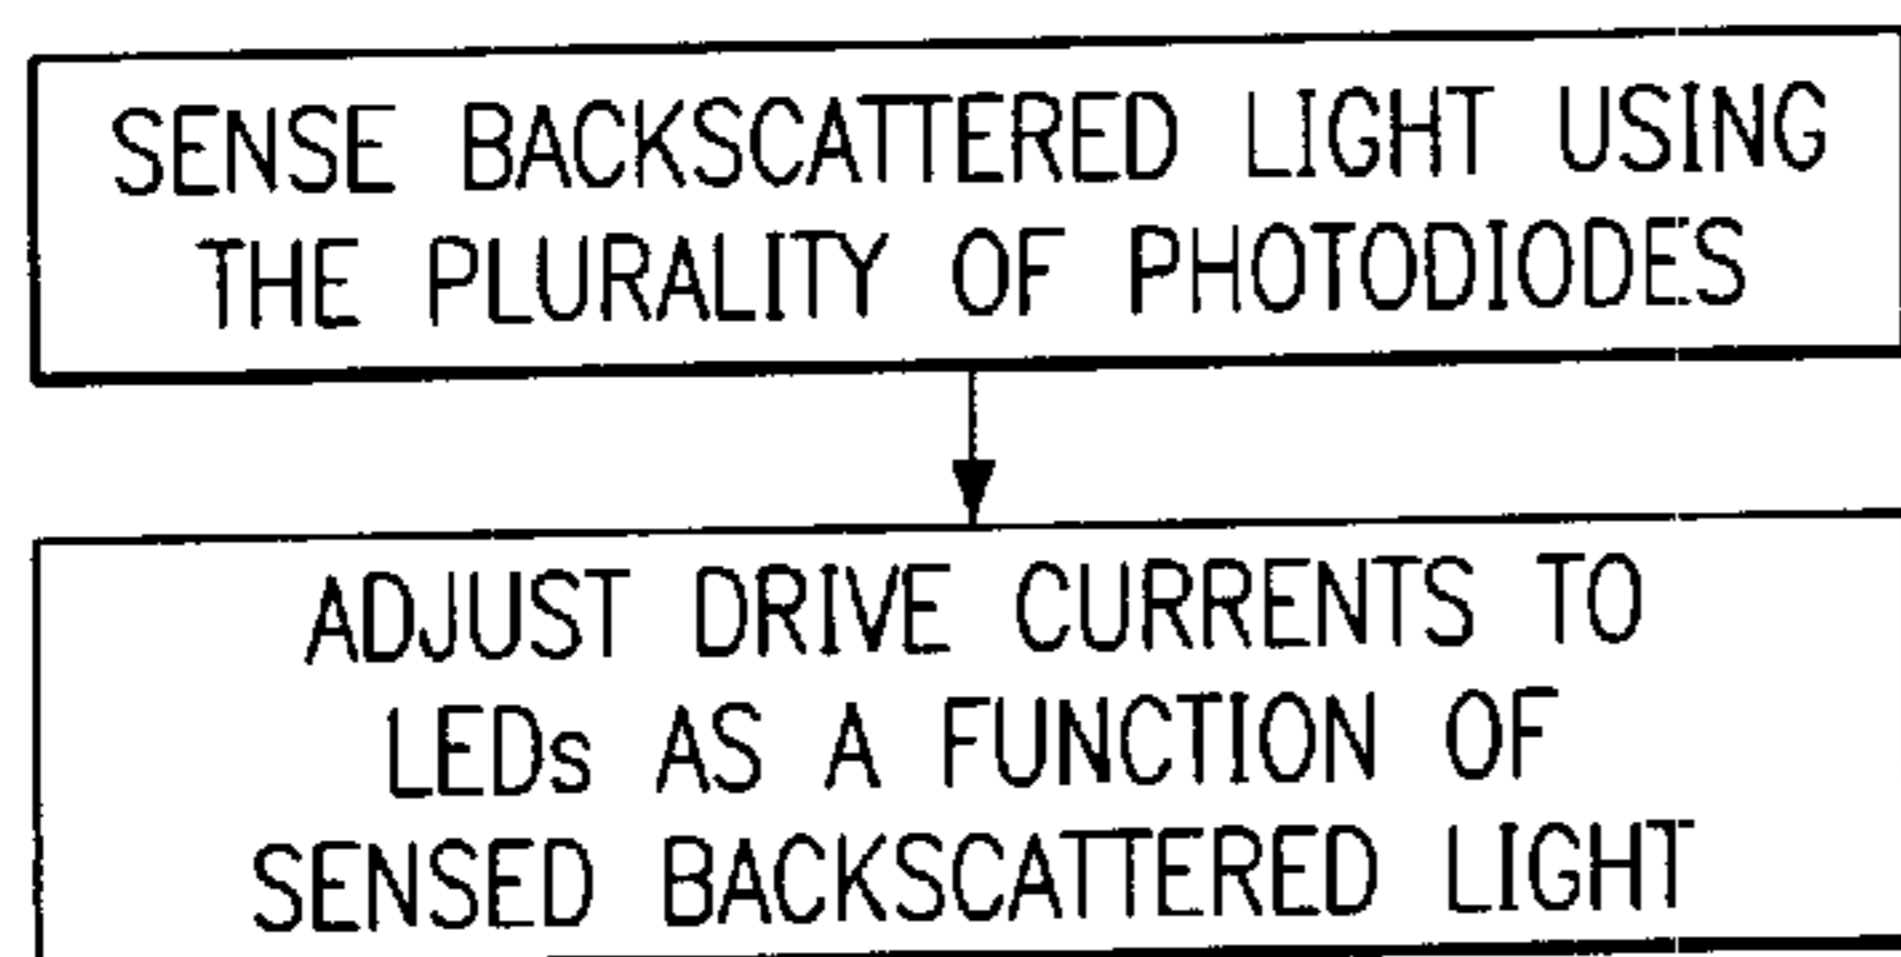 SENSE BACKSCATTERED LIGHT USING
THE PLURALITY OF PHOTODIODES
ADJUST DRIVE CURRENTS TO
LEDs AS A FUNCTION OF
SENSED BACKSCATTERED LIGHT